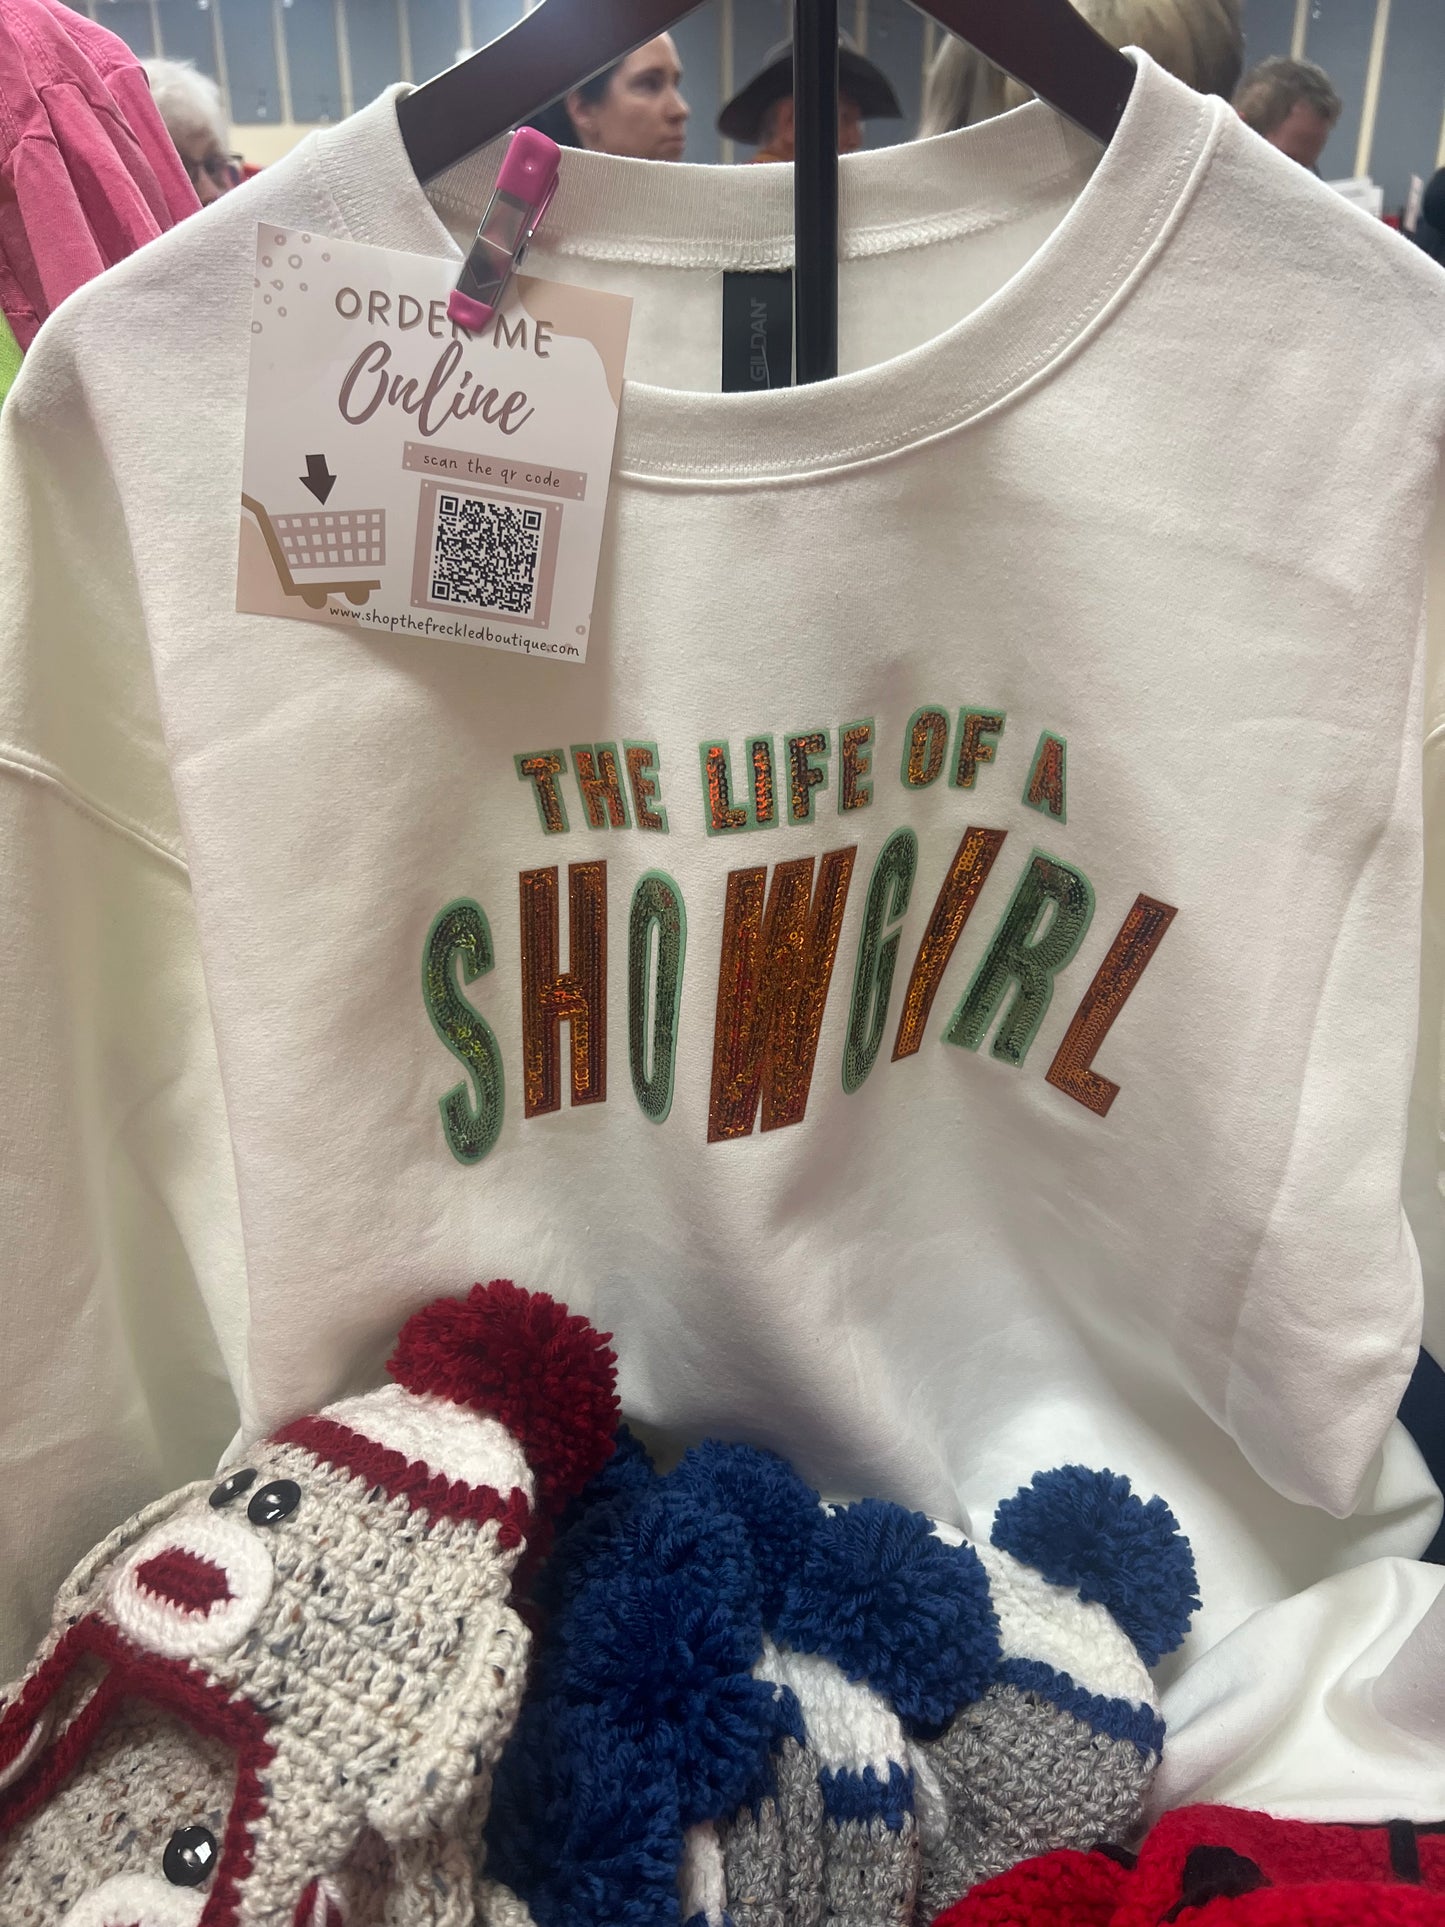 ORDER ME
Online
scan the qr code
www.shopthefreckledboutique.com
GILDAN
THE LIFE OF A
SHOWGIRL